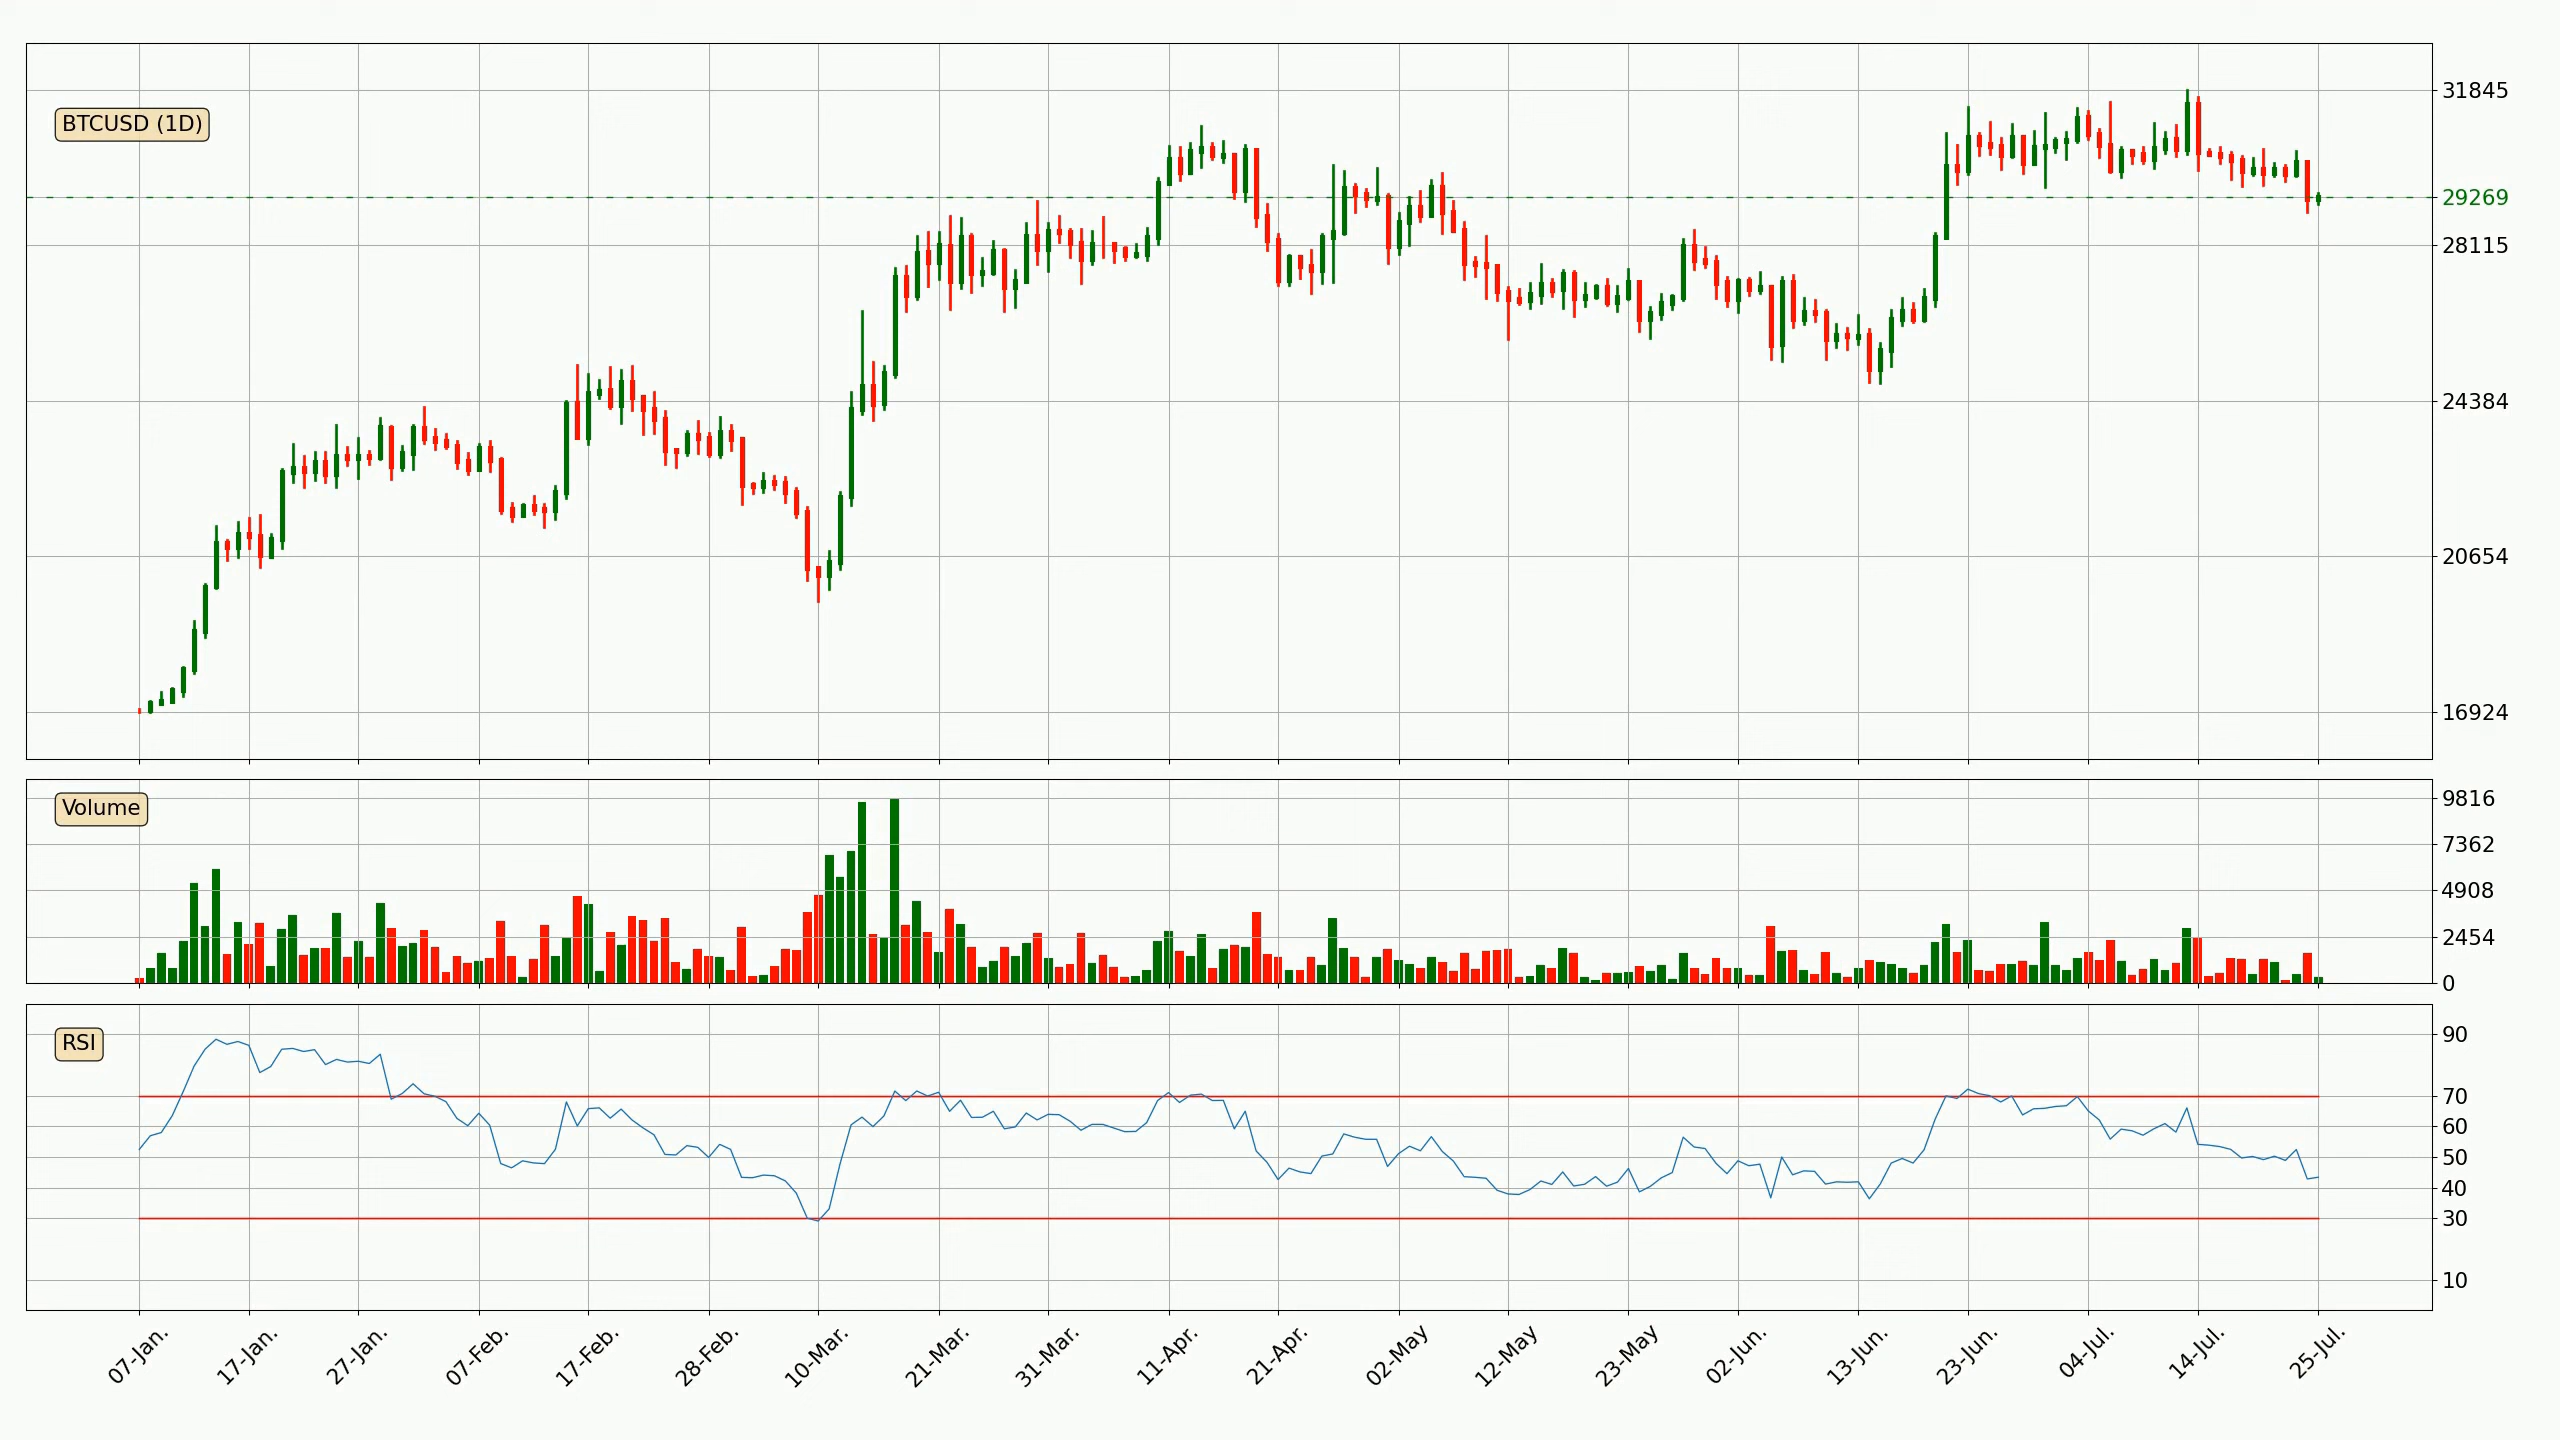 BTCUSD (1D)
31845
29269
28115
24384
20654
16924
Volume
9816
7362
4908
2454
0
RSI
90
70
60
50
40
30
10
07-Jan.
17-Jan.
27-Jan.
07-Feb.
17-Feb.
28-Feb.
10-Mar.
21-Mar.
31-Mar.
11-Apr.
21-Apr.
02-May
12-May
23-May
02-Jun.
13-Jun.
23-Jun.
04-Jul.
14-Jul.
25-Jul.